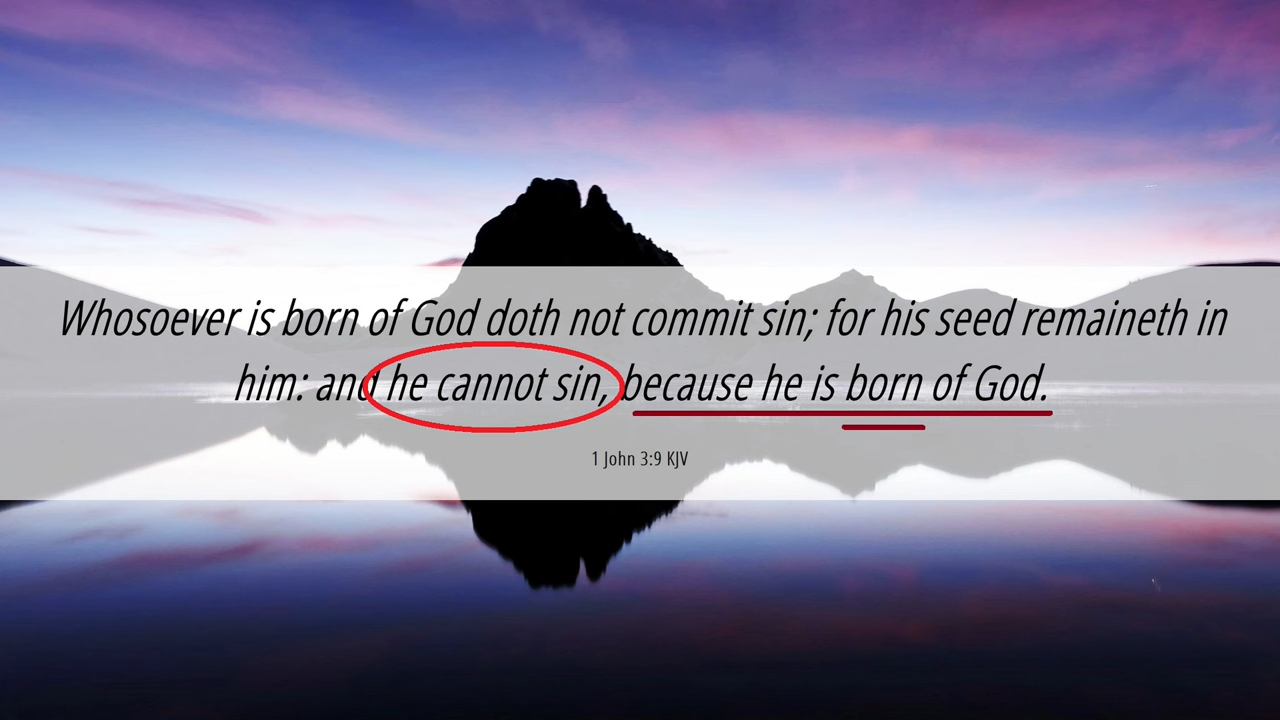 Whosoever is born of God doth not commit sin; for his seed remaineth in
him: and he cannot sin, because he is born of God.
1 John 3:9 KJV